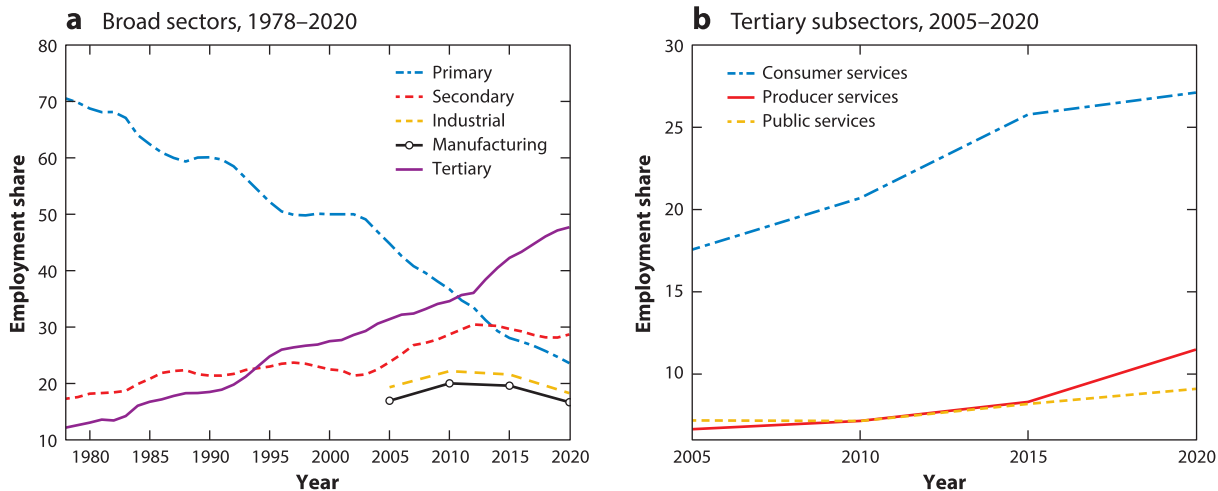 a Broad sectors, 1978–2020
80
70
60
50
40
30
20
10
Employment share
Primary
Secondary
Industrial
Manufacturing
Tertiary
1980 1985 1990 1995 2000 2005 2010 2015 2020
Year
b Tertiary subsectors, 2005–2020
30
25
20
15
10
Employment share
Consumer services
Producer services
Public services
2005 2010 2015 2020
Year